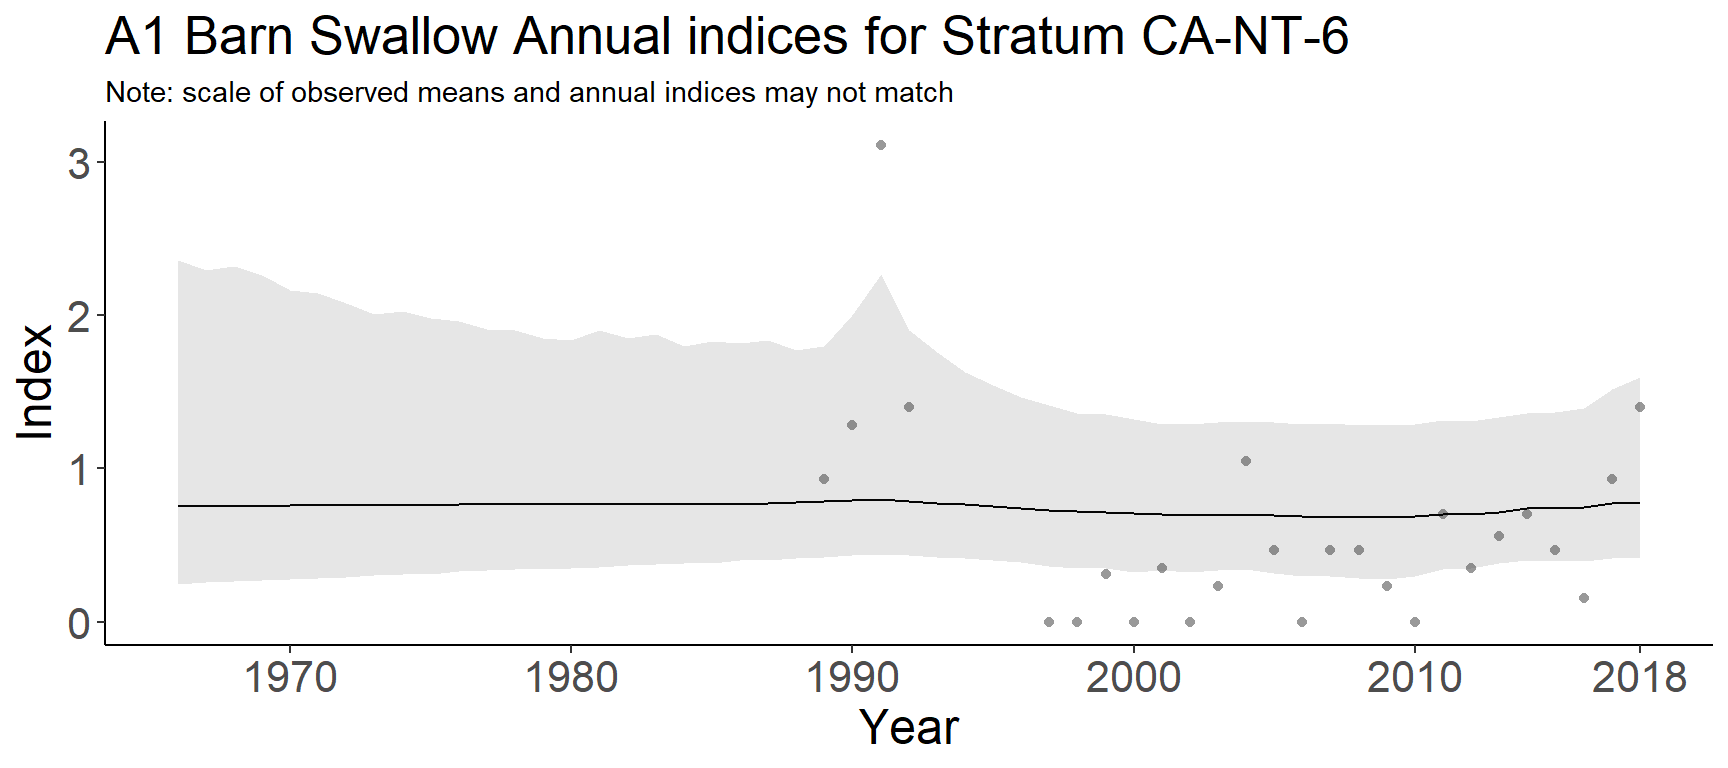 A1 Barn Swallow Annual indices for Stratum CA-NT-6
Note: scale of observed means and annual indices may not match
3
2
1
0
Index
1970 1980 1990 2000 2010 2018
Year